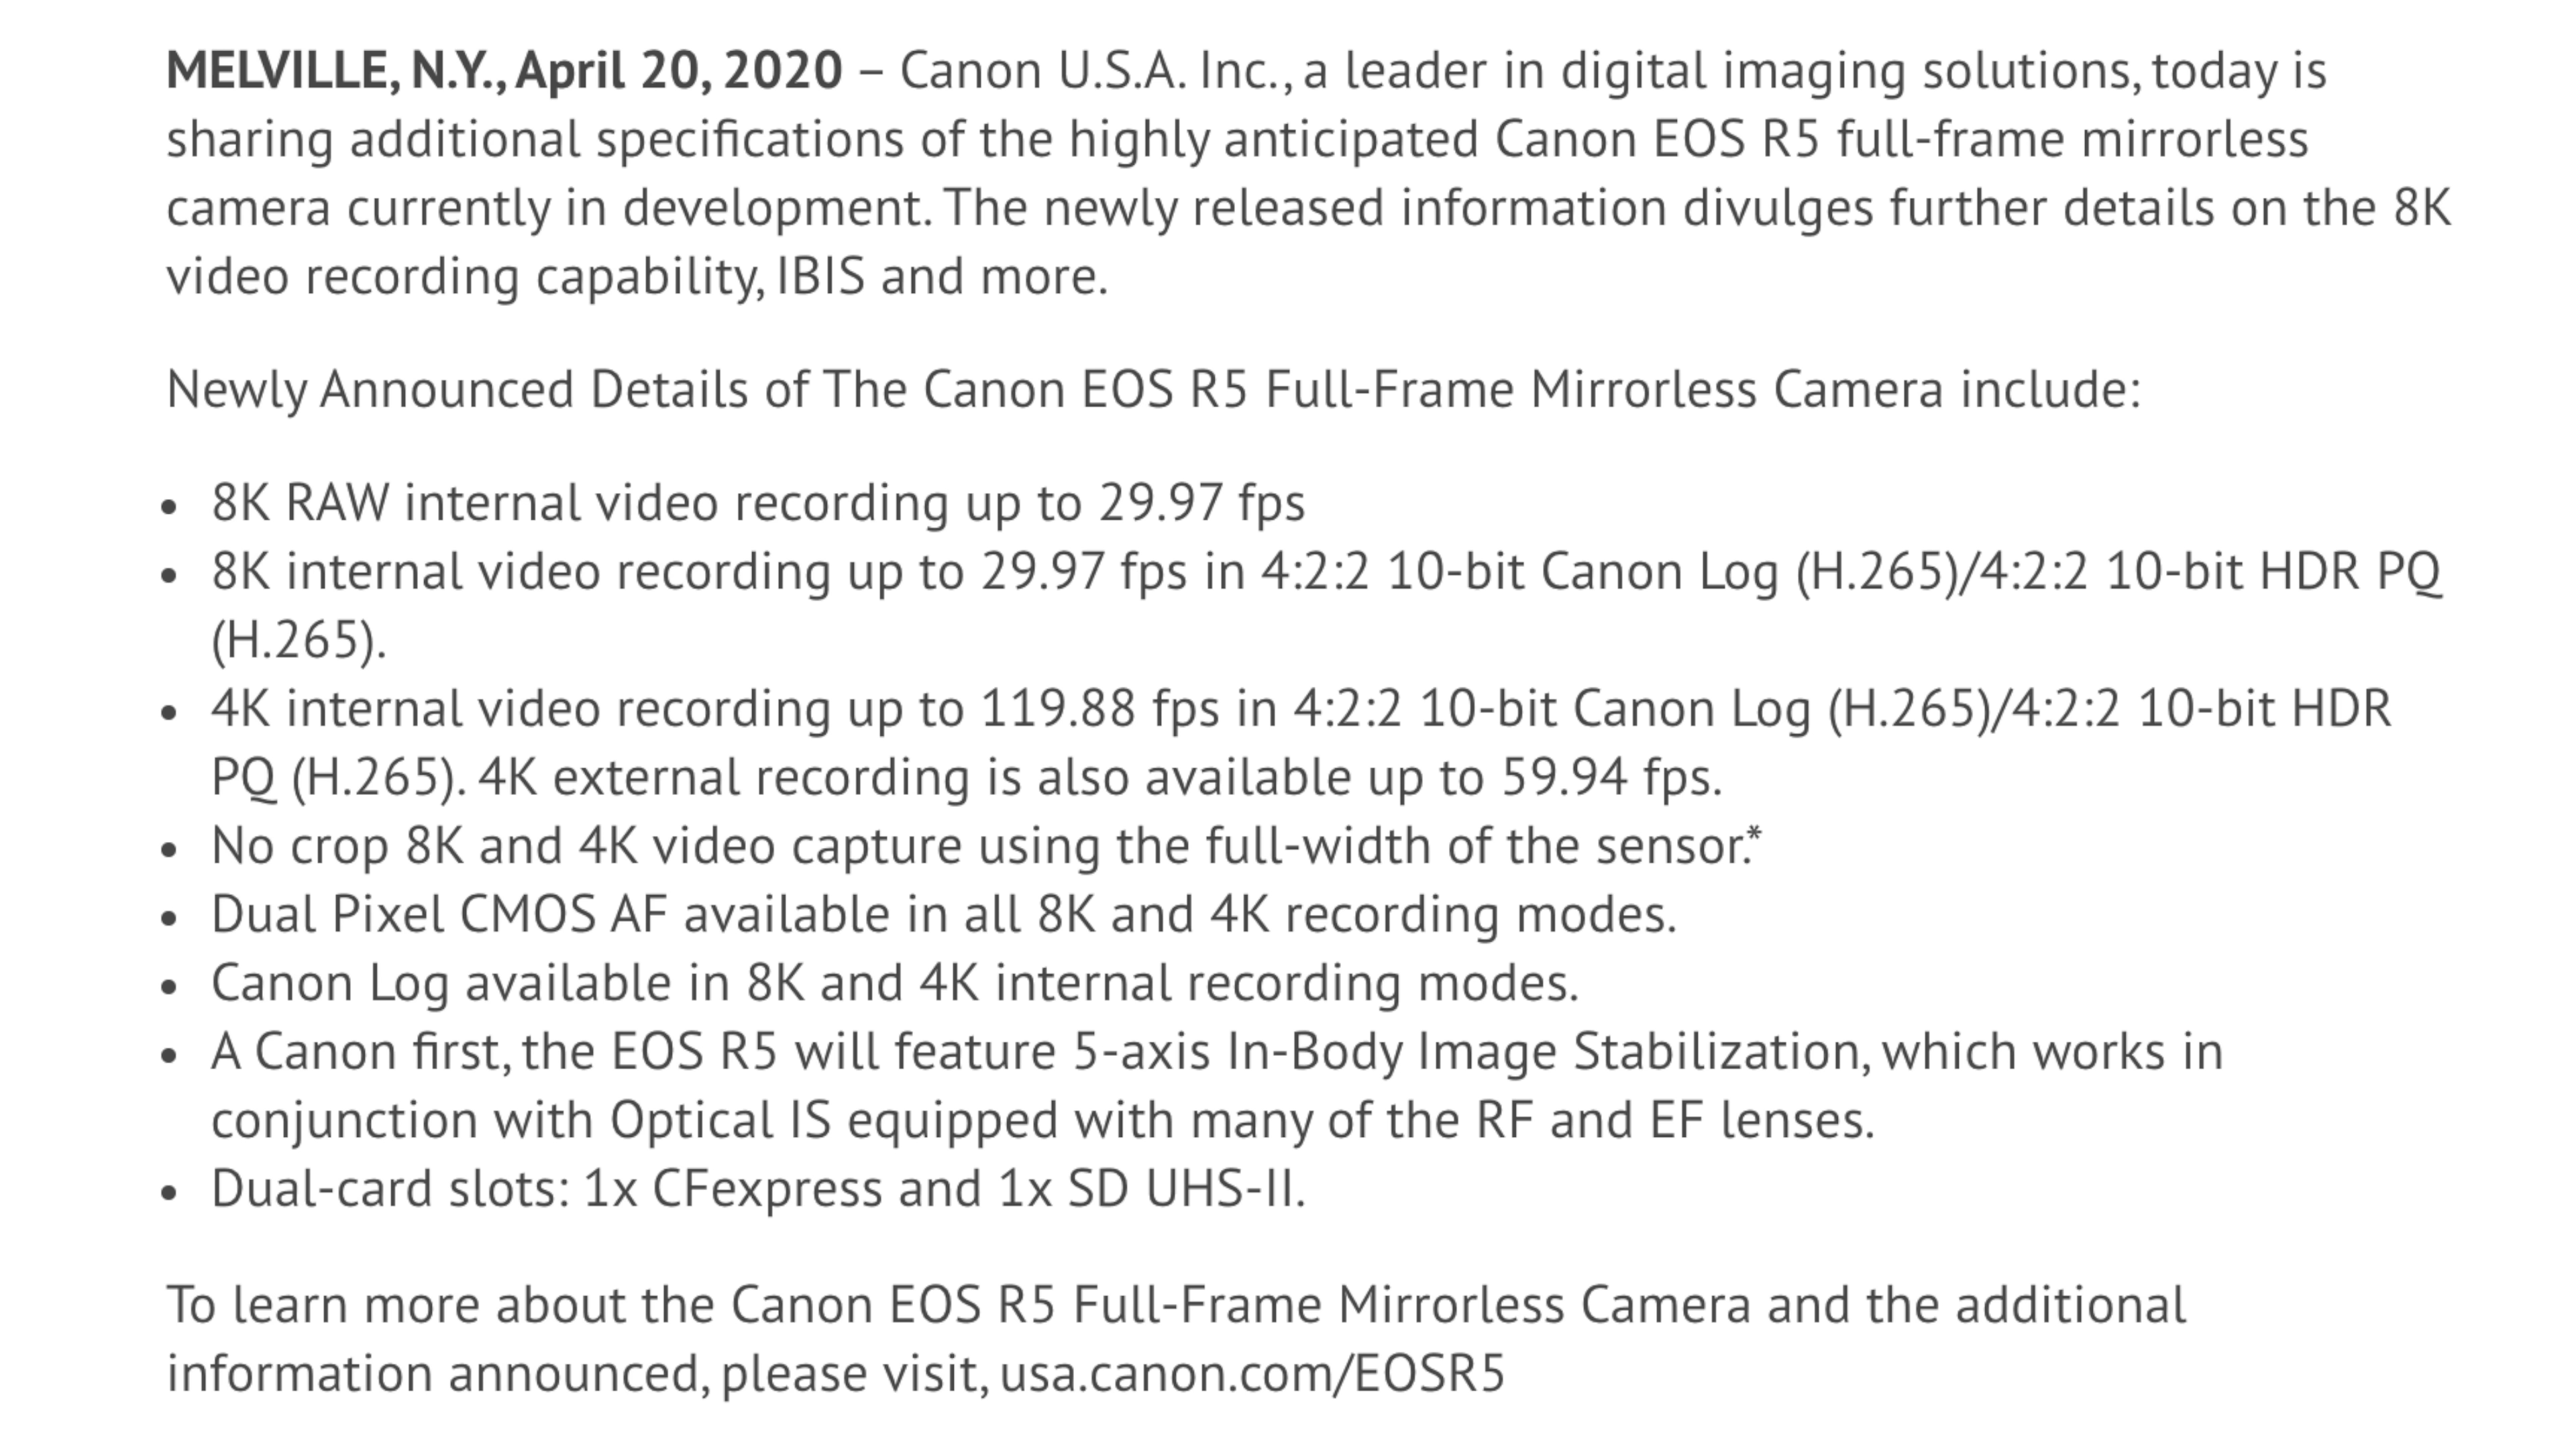 MELVILLE, N.Y., April 20, 2020 – Canon U.S.A. Inc., a leader in digital imaging solutions, today is
sharing additional specifications of the highly anticipated Canon EOS R5 full-frame mirrorless
camera currently in development. The newly released information divulges further details on the 8K
video recording capability, IBIS and more.
Newly Announced Details of The Canon EOS R5 Full-Frame Mirrorless Camera include:
• 8K RAW internal video recording up to 29.97 fps
• 8K internal video recording up to 29.97 fps in 4:2:2 10-bit Canon Log (H.265)/4:2:2 10-bit HDR PQ
(H.265).
• 4K internal video recording up to 119.88 fps in 4:2:2 10-bit Canon Log (H.265)/4:2:2 10-bit HDR
PQ (H.265). 4K external recording is also available up to 59.94 fps.
• No crop 8K and 4K video capture using the full-width of the sensor.*
• Dual Pixel CMOS AF available in all 8K and 4K recording modes.
• Canon Log available in 8K and 4K internal recording modes.
• A Canon first, the EOS R5 will feature 5-axis In-Body Image Stabilization, which works in
conjunction with Optical IS equipped with many of the RF and EF lenses.
• Dual-card slots: 1x CFexpress and 1x SD UHS-II.
To learn more about the Canon EOS R5 Full-Frame Mirrorless Camera and the additional
information announced, please visit, usa.canon.com/EOSR5